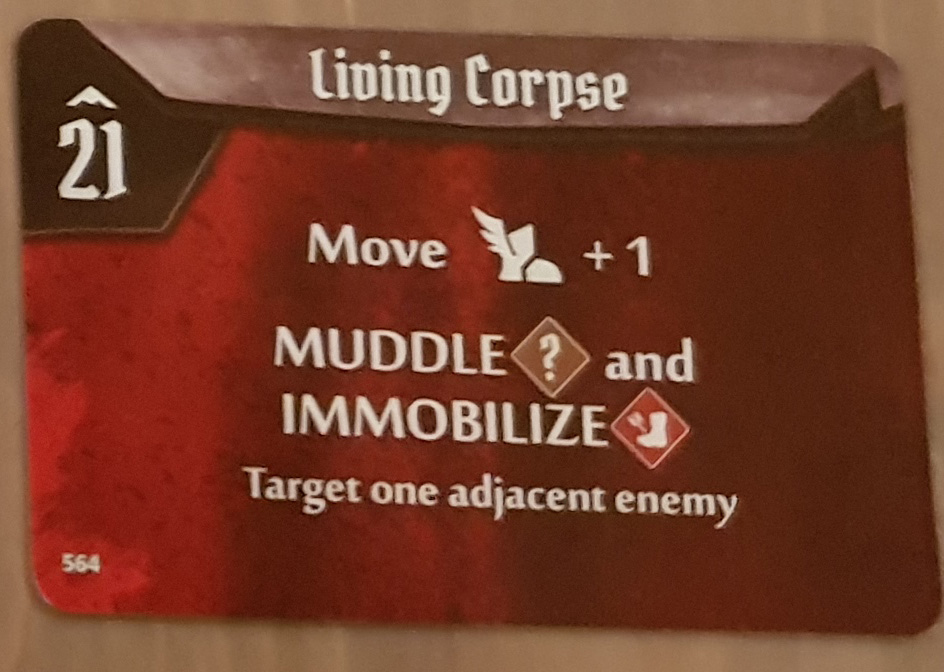 Living Corpse
21
Move + 1
MUDDLE ? and
IMMOBILIZE
Target one adjacent enemy
564